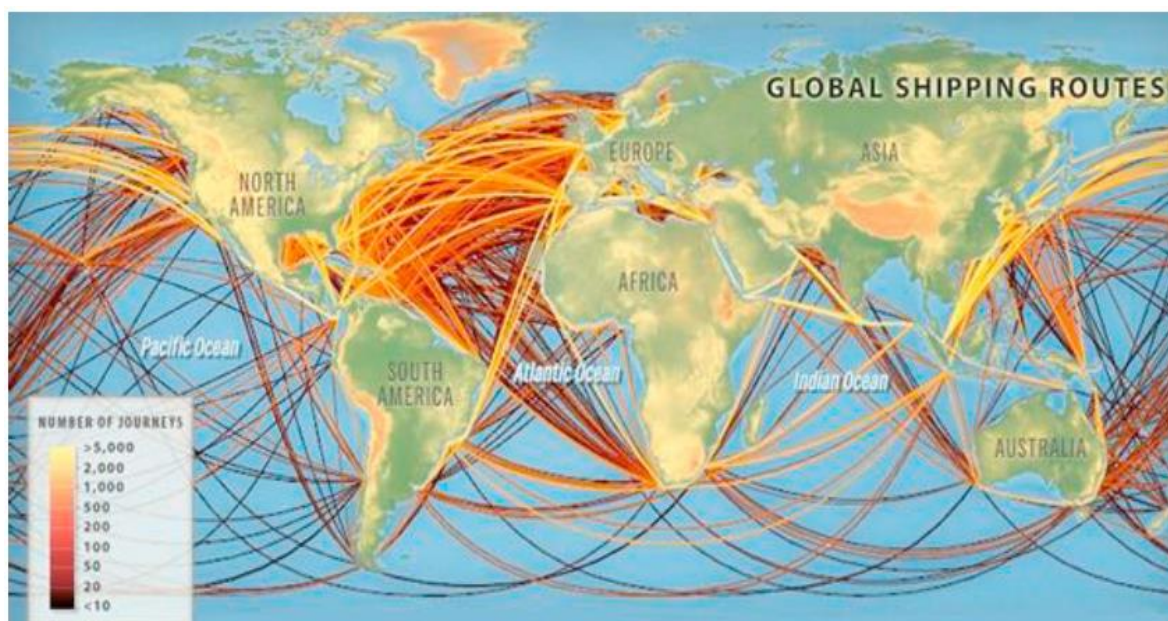 GLOBAL SHIPPING ROUTES
NORTH
AMERICA
EUROPE
ASIA
AFRICA
Pacific Ocean
SOUTH
AMERICA
Atlantic Ocean
Indian Ocean
AUSTRALIA
NUMBER OF JOURNEYS
>5,000
2,000
1,000
500
200
100
50
20
<10